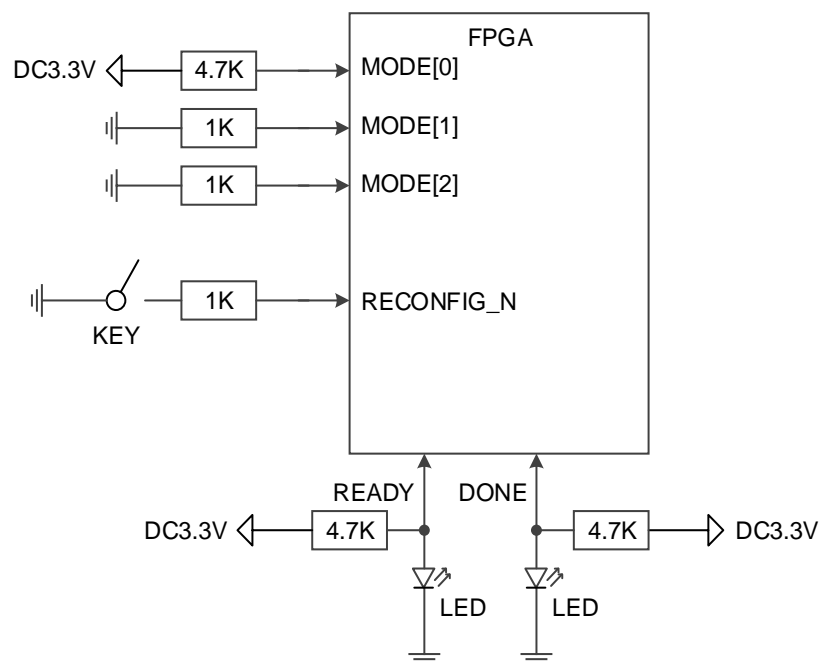 FPGA
DC3.3V
4.7K
MODE[0]
1K
MODE[1]
1K
MODE[2]
1K
RECONFIG_N
KEY
READY
DONE
DC3.3V
4.7K
4.7K
DC3.3V
LED
LED